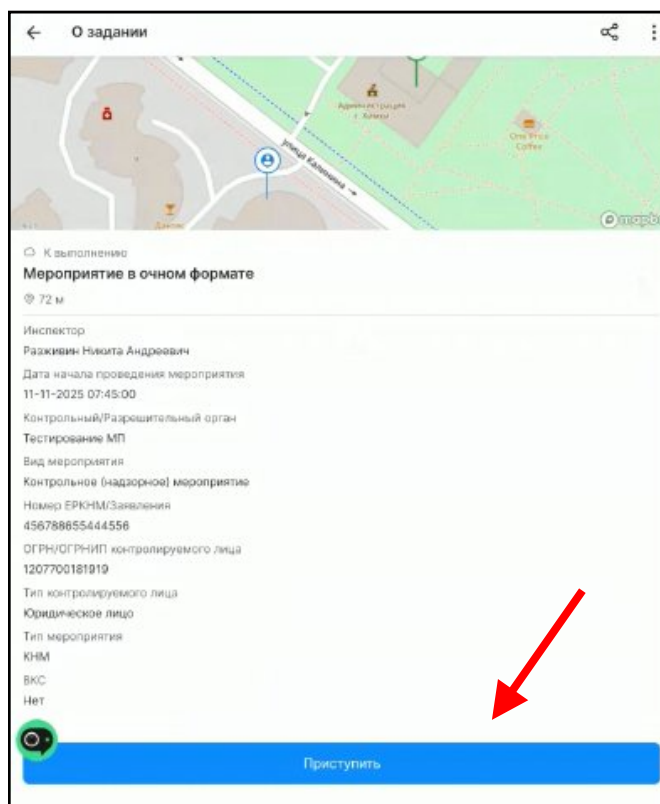 О задании
Администрация
г. Химки
One Price
Coffee
улица Калинина →
К выполнению
Мероприятие в очном формате
72 м
Инспектор
Разживин Никита Андреевич
Дата начала проведения мероприятия
11-11-2025 07:45:00
Контрольный/Разрешительный орган
Тестирование МП
Вид мероприятия
Контрольное (надзорное) мероприятие
Номер ЕРКНМ/Заявления
456788655444556
ОГРН/ОГРНИП контролируемого лица
1207700181919
Тип контролируемого лица
Юридическое лицо
Тип мероприятия
КНМ
ВКС
Нет
Приступить